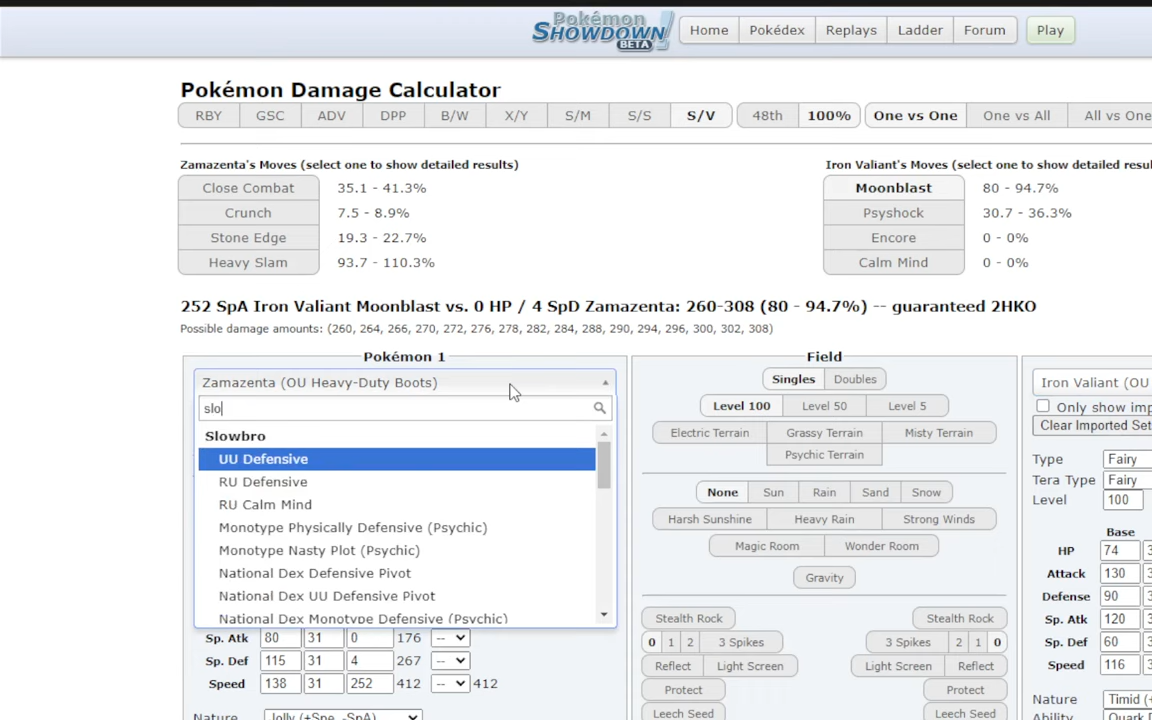 Pokémon
SHOWDOWN!
BETA
Home Pokédex Replays Ladder Forum Play
Pokémon Damage Calculator
RBY GSC ADV DPP B/W X/Y S/M S/S S/V 48th 100% One vs One One vs All All vs One
Zamazenta's Moves (select one to show detailed results)
Close Combat 35.1 - 41.3%
Crunch 7.5 - 8.9%
Stone Edge 19.3 - 22.7%
Heavy Slam 93.7 - 110.3%
Iron Valiant's Moves (select one to show detailed resul
Moonblast 80 - 94.7%
Psyshock 30.7 - 36.3%
Encore 0 - 0%
Calm Mind 0 - 0%
252 SpA Iron Valiant Moonblast vs. 0 HP / 4 SpD Zamazenta: 260-308 (80 - 94.7%) -- guaranteed 2HKO
Possible damage amounts: (260, 264, 266, 270, 272, 276, 278, 282, 284, 288, 290, 294, 296, 300, 302, 308)
Pokémon 1
Zamazenta (OU Heavy-Duty Boots)
slo
Slowbro
UU Defensive
RU Defensive
RU Calm Mind
Monotype Physically Defensive (Psychic)
Monotype Nasty Plot (Psychic)
National Dex Defensive Pivot
National Dex UU Defensive Pivot
National Dex Monotype Defensive (Psychic)
Sp. Atk 80 31 0 176 --
Sp. Def 115 31 4 267 --
Speed 138 31 252 412 -- 412
Nature Jolly (+Spe, -SpA)
Field
Singles Doubles
Level 100 Level 50 Level 5
Electric Terrain Grassy Terrain Misty Terrain
Psychic Terrain
None Sun Rain Sand Snow
Harsh Sunshine Heavy Rain Strong Winds
Magic Room Wonder Room
Gravity
Stealth Rock Stealth Rock
0 1 2 3 Spikes 3 Spikes 2 1 0
Reflect Light Screen Light Screen Reflect
Protect Protect
Leech Seed Leech Seed
Iron Valiant (OU
Only show imp
Clear Imported Set
Type Fairy
Tera Type Fairy
Level 100
Base
HP 74 3
Attack 130 3
Defense 90 3
Sp. Atk 120 3
Sp. Def 60 3
Speed 116 3
Nature Timid (+
Ability Quark D